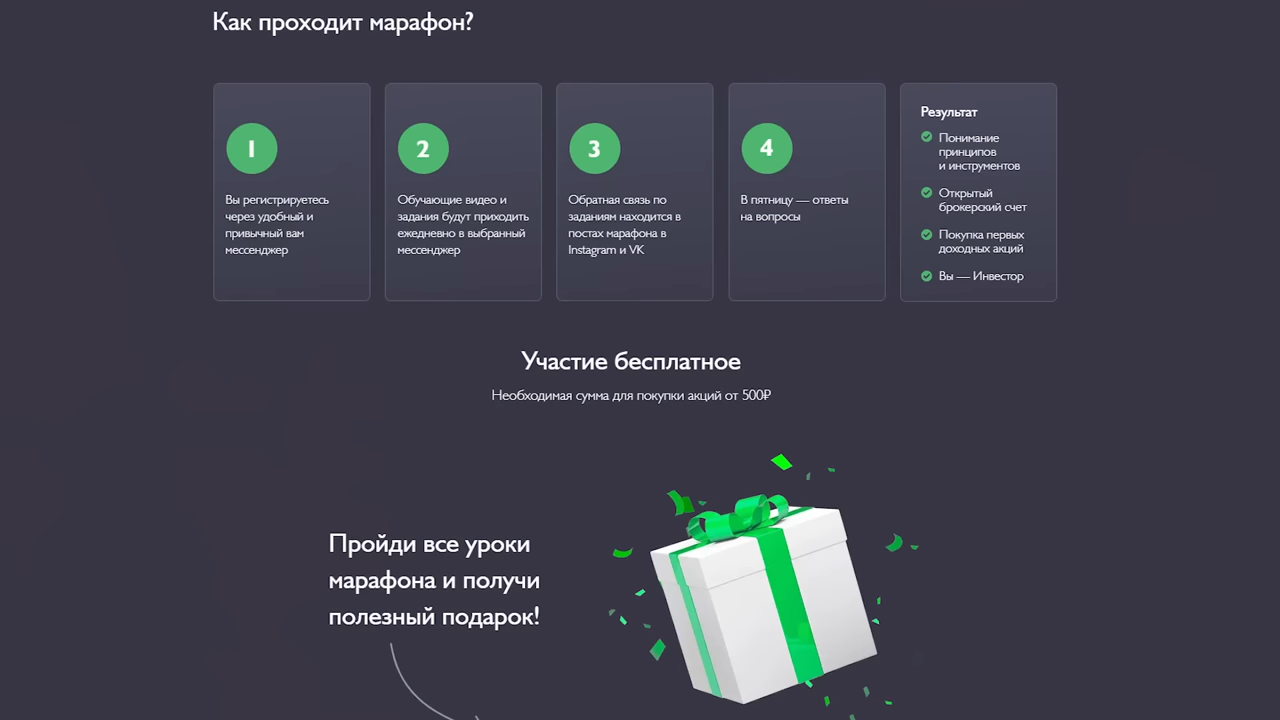 Как проходит марафон?
1
Вы регистрируетесь
через удобный и
привычный вам
мессенджер
2
Обучающие видео и
задания будут приходить
ежедневно в выбранный
мессенджер
3
Обратная связь по
заданиям находится в
постах марафона в
Instagram и VK
4
В пятницу — ответы
на вопросы
Результат
Понимание
принципов
и инструментов
Открытый
брокерский счет
Покупка первых
доходных акций
Вы — Инвестор
Участие бесплатное
Необходимая сумма для покупки акций от 500₽
Пройди все уроки
марафона и получи
полезный подарок!